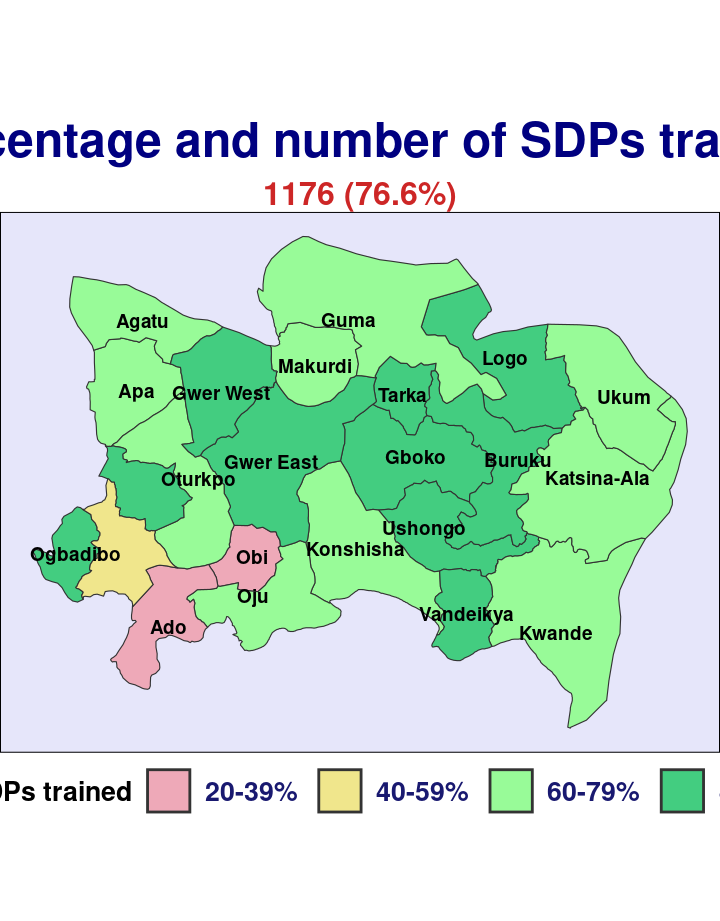 centage and number of SDPs tra
1176 (76.6%)
Agatu
Guma
Makurdi
Logo
Apa
Gwer West
Tarka
Ukum
Gwer East
Gboko
Buruku
Oturkpo
Katsina-Ala
Ushongo
Ogbadibo
Obi
Konshisha
Oju
Vandeikya
Ado
Kwande
DPs trained 20-39% 40-59% 60-79%